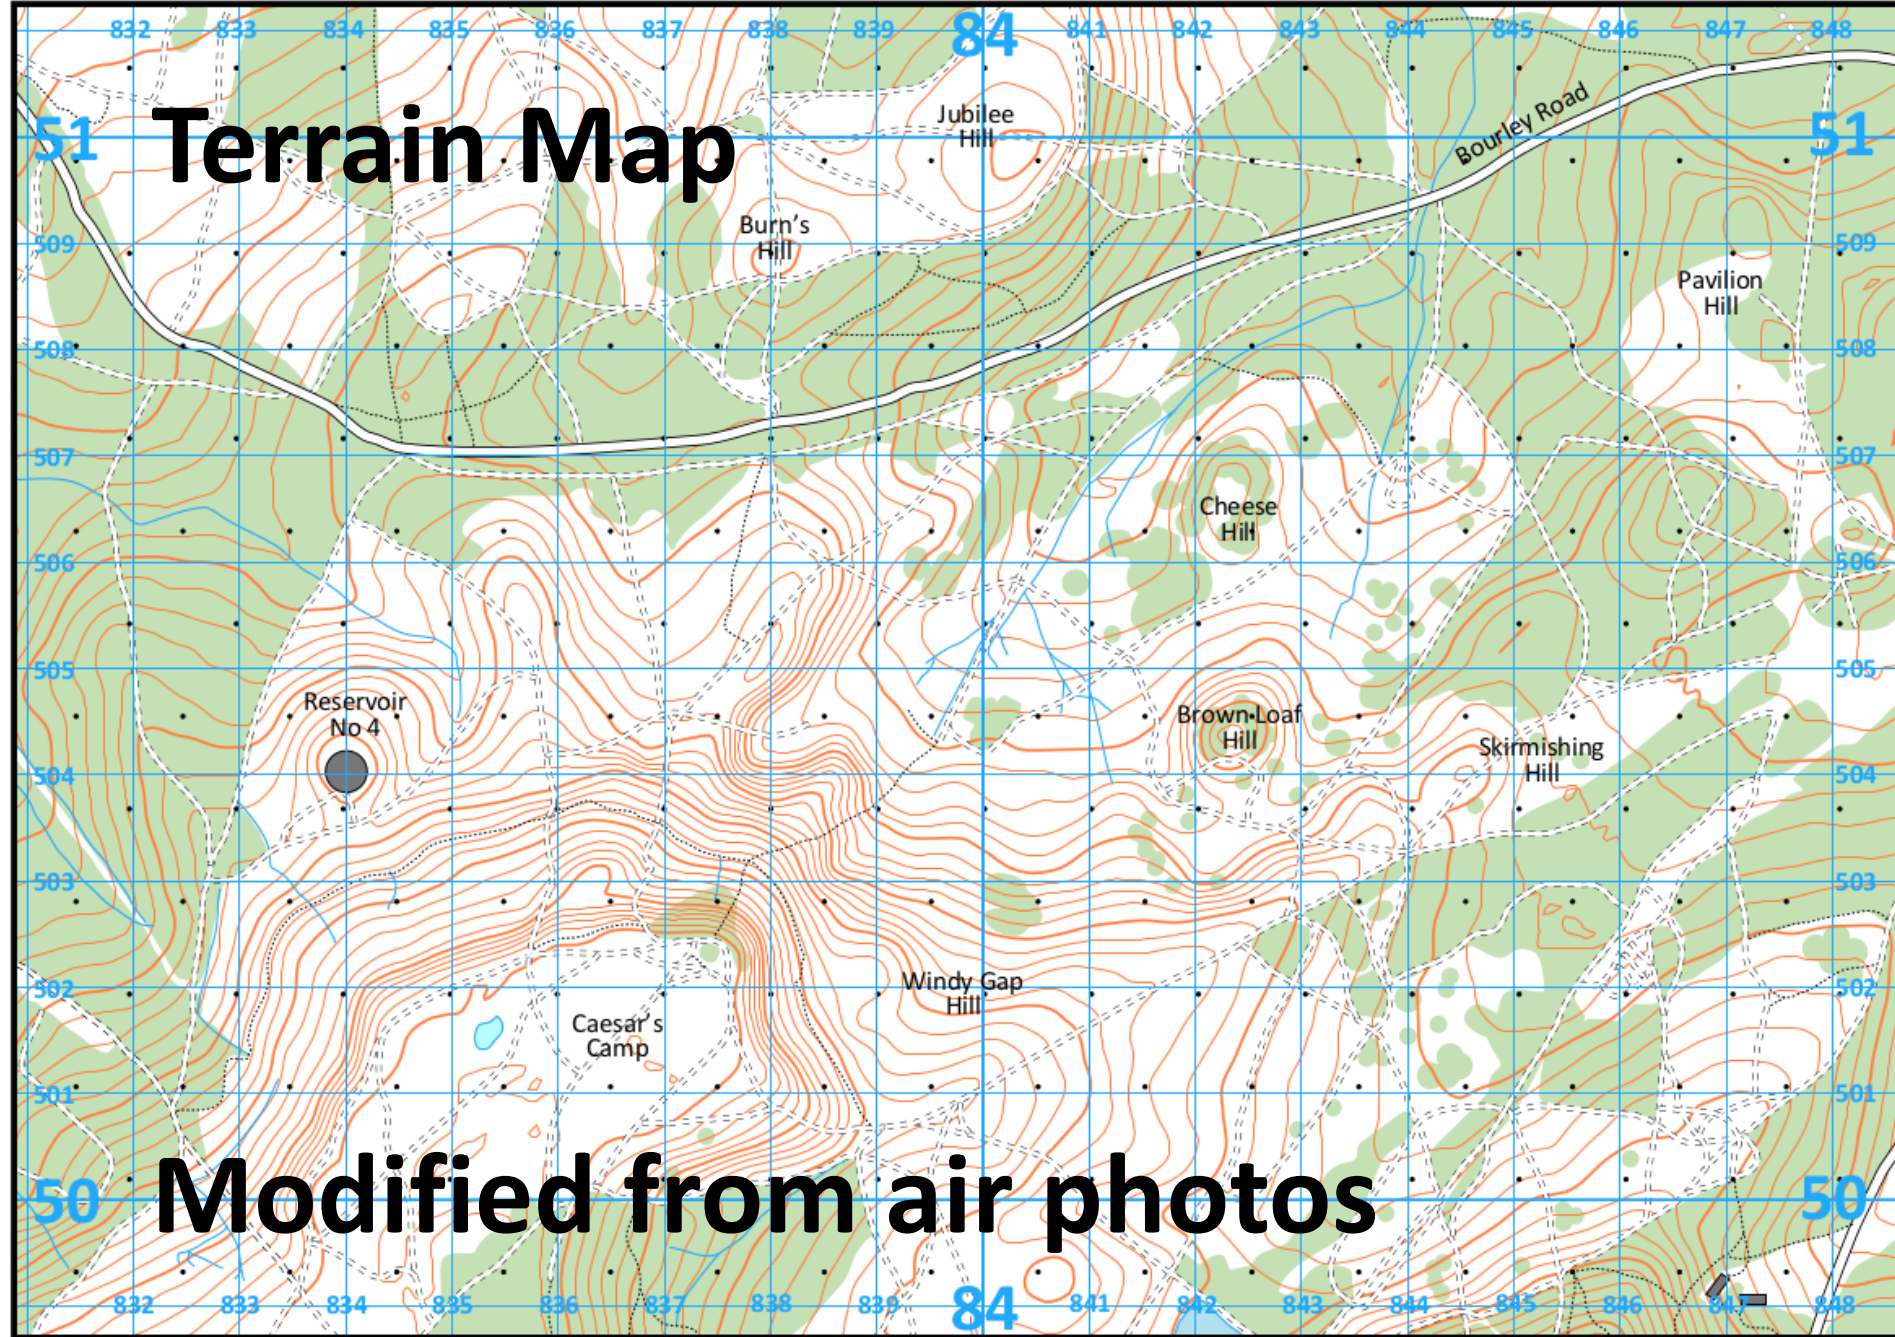 832 833 834 835 836 837 838 839 84 841 842 843 844 845 846 847 848
Bourley Road
Jubilee
Hill
51 51
Terrain Map
Burn's
Hill
509 509
Pavilion
Hill
508 508
507 507
Cheese
Hill
506 506
505 505
Reservoir
No 4
Brown Loaf
Hill
Skirmishing
Hill
504 504
503 503
Windy Gap
Hill
502 502
Caesar's
Camp
501 501
Modified from air photos
50 50
832 833 834 835 836 837 838 839 84 841 842 843 844 845 846 847 848